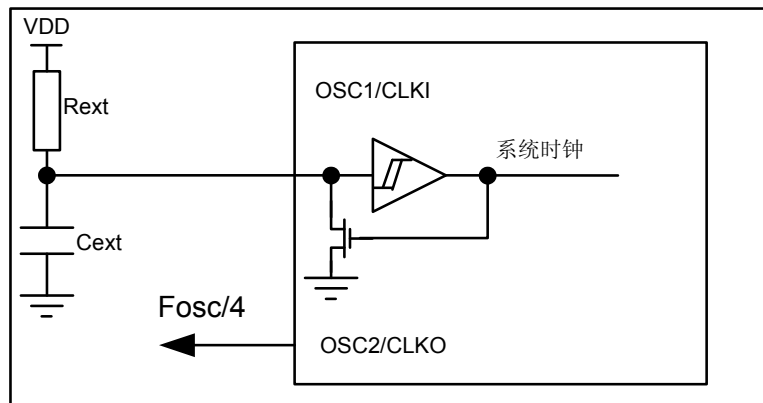 VDD
Rext
OSC1/CLKI
系统时钟
Cext
Fosc/4
OSC2/CLKO